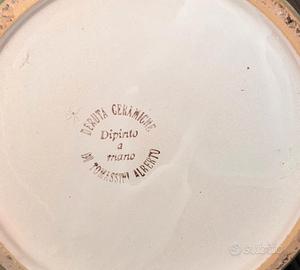 DERUTA CERAMICHE
Dipinto
a
mano
DI TOMASSINI ALBERTO
subito